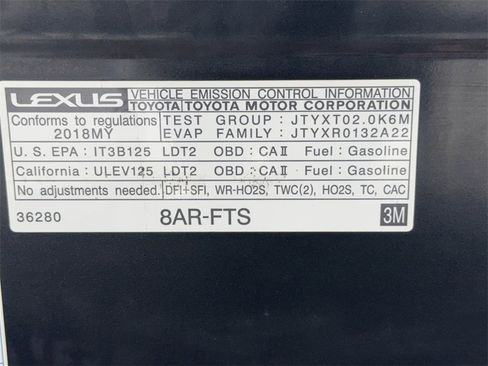 LEXUS VEHICLE EMISSION CONTROL INFORMATION
TOYOTA TOYOTA MOTOR CORPORATION
Conforms to regulations TEST GROUP : JTYXT02.0K6M
2018MY EVAP FAMILY : JTYXR0132A22
U. S. EPA : IT3B125 LDT2 OBD : CAII Fuel : Gasoline
California : ULEV125 LDT2 OBD : CAII Fuel : Gasoline
No adjustments needed. DFI+SFI, WR-HO2S, TWC(2), HO2S, TC, CAC
36280 8AR-FTS 3M